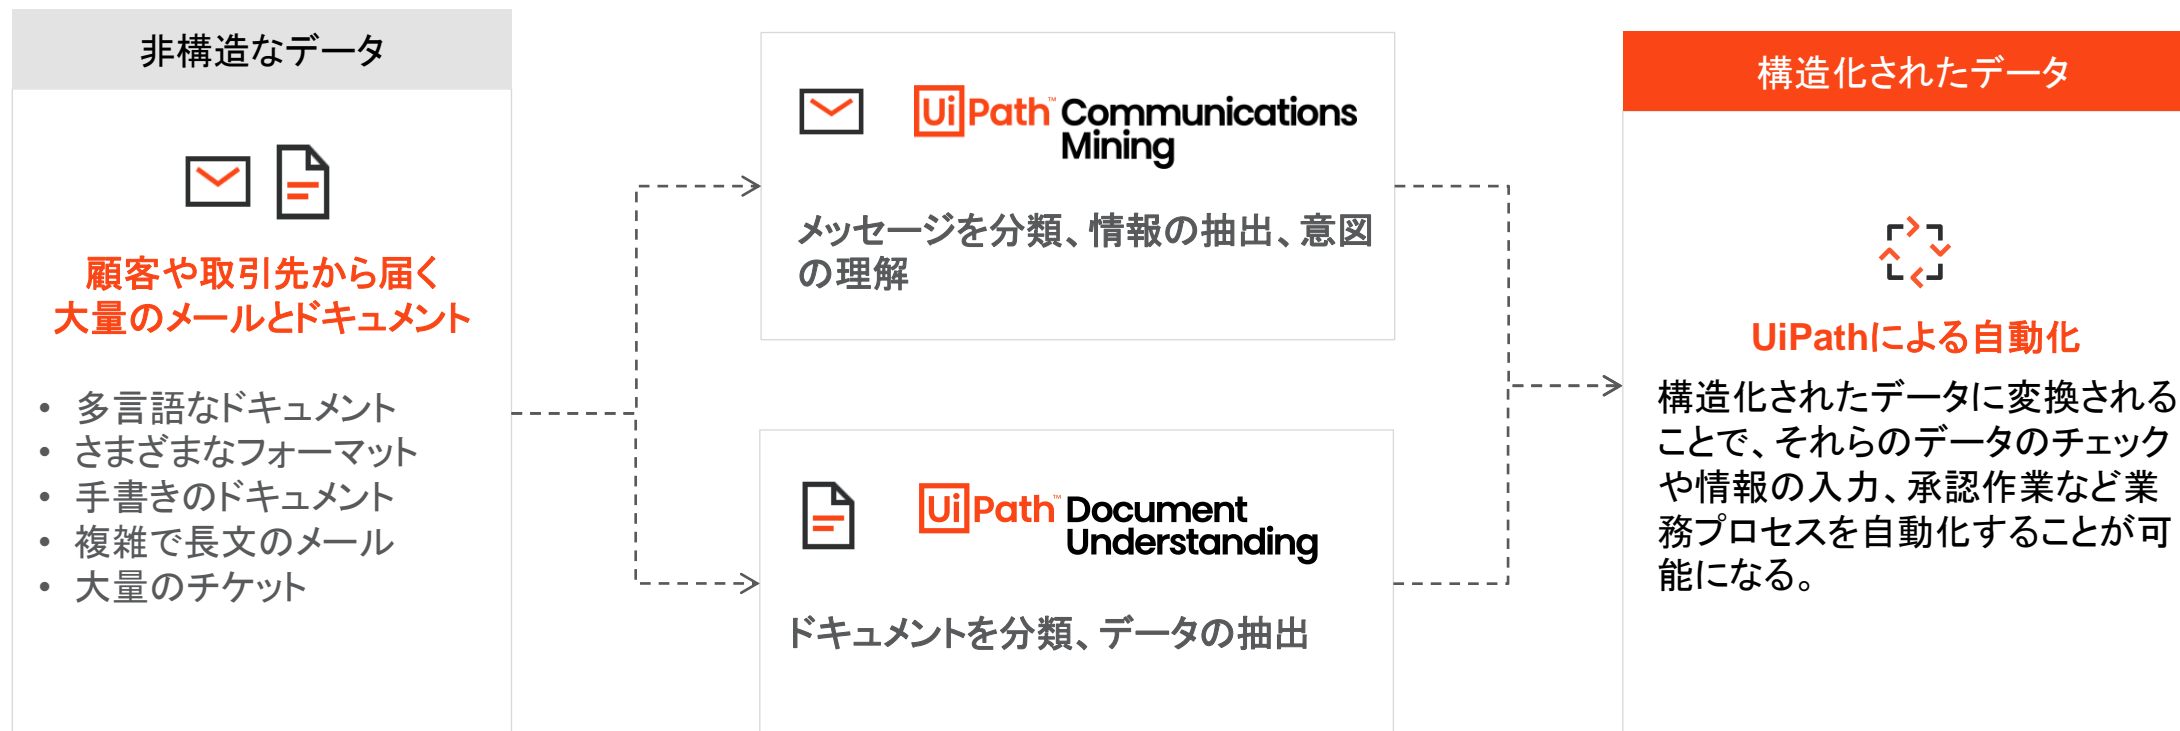 非構造なデータ
顧客や取引先から届く
大量のメールとドキュメント
• 多言語なドキュメント
• さまざまなフォーマット
• 手書きのドキュメント
• 複雑で長文のメール
• 大量のチケット
UiPath™ Communications
Mining
メッセージを分類、情報の抽出、意図
の理解
UiPath™ Document
Understanding
ドキュメントを分類、データの抽出
構造化されたデータ
UiPathによる自動化
構造化されたデータに変換される
ことで、それらのデータのチェック
や情報の入力、承認作業など業
務プロセスを自動化することが可
能になる。